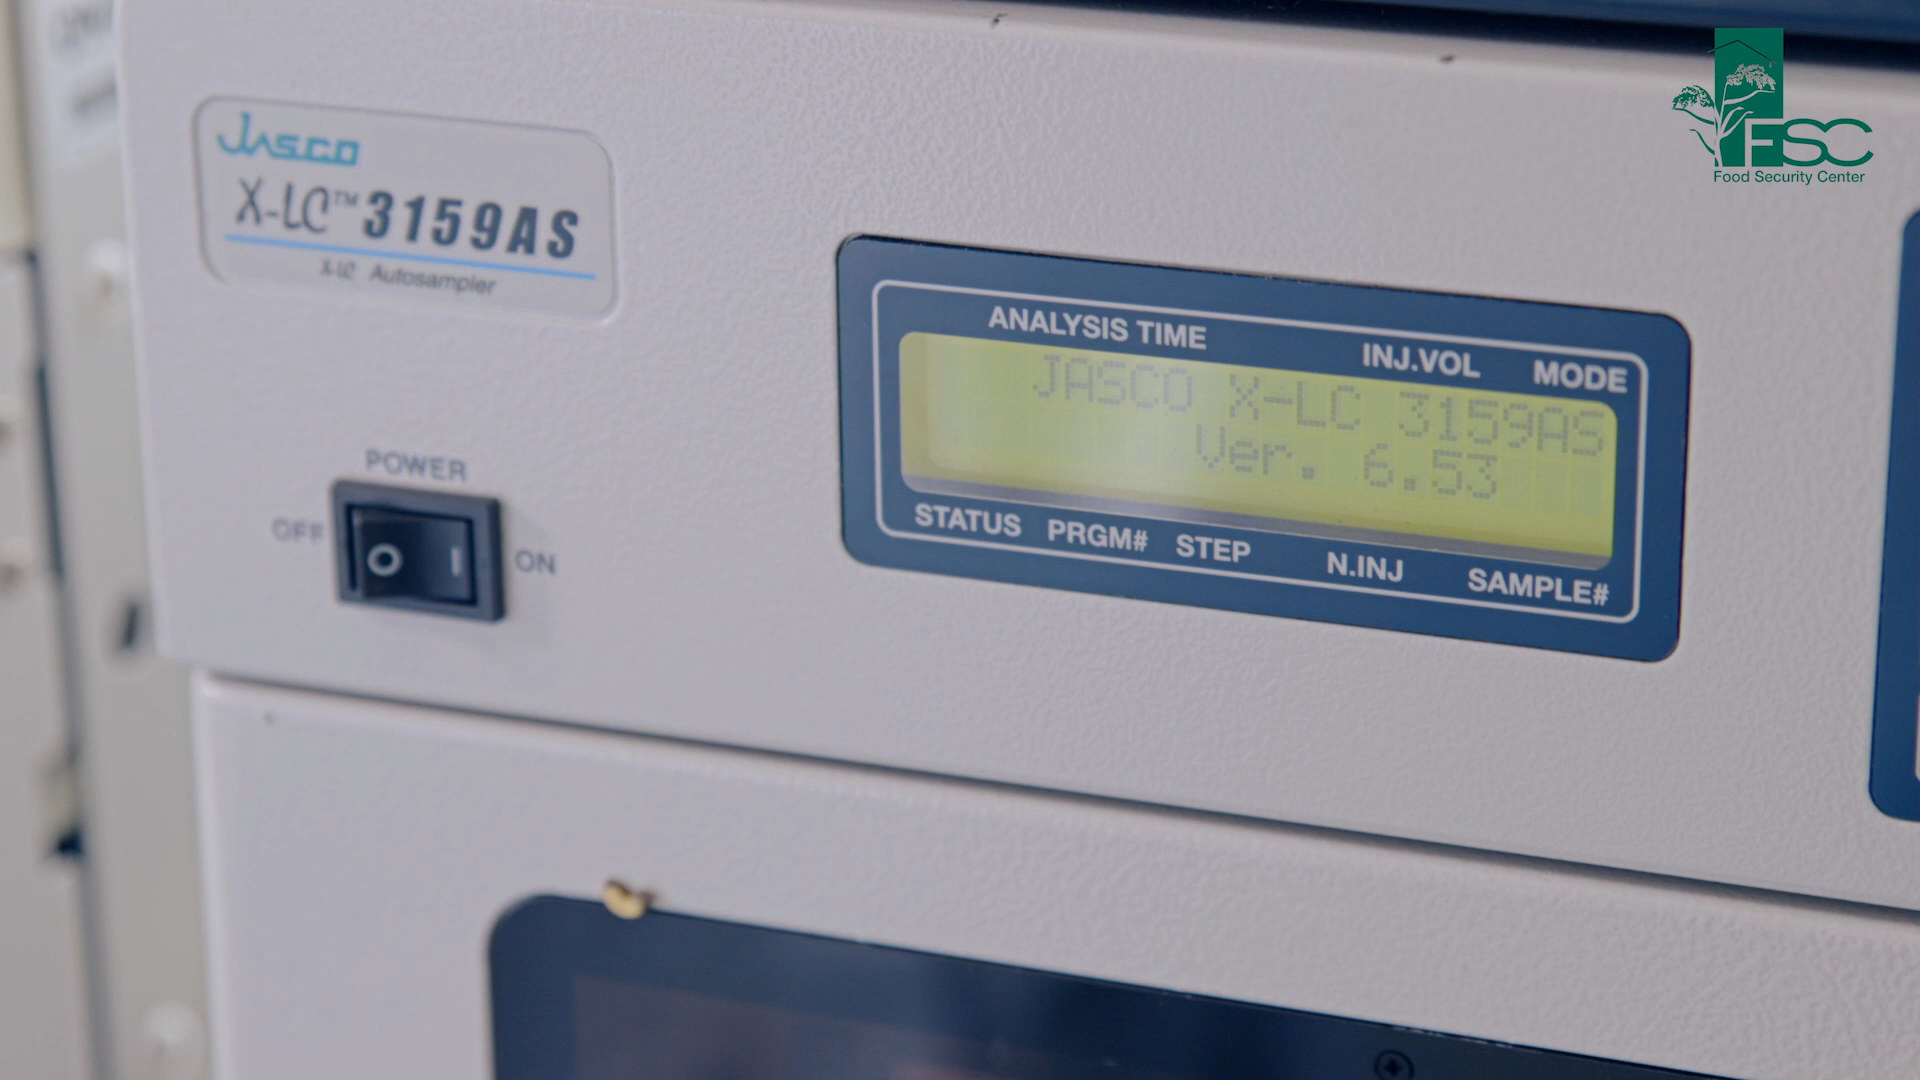 JASCO
X-LC™ 3159AS
X-LC Autosampler
POWER
OFF
ON
ANALYSIS TIME INJ.VOL MODE
JASCO X-LC 3159AS
Ver. 6.53
STATUS PRGM# STEP N.INJ SAMPLE#
FSC
Food Security Center